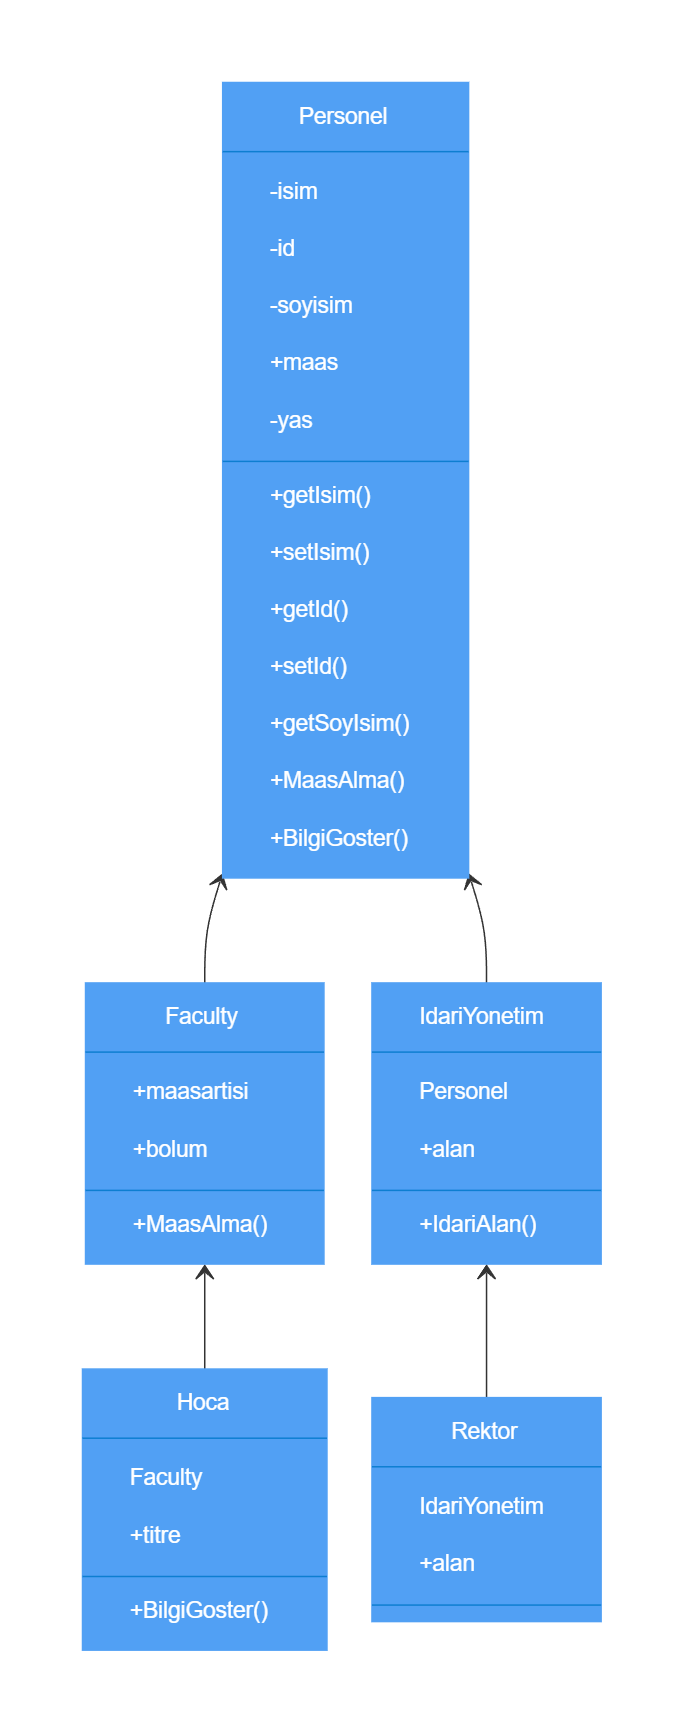 Personel
-isim
-id
-soyisim
+maas
-yas
+getIsim()
+setIsim()
+getId()
+setId()
+getSoyIsim()
+MaasAlma()
+BilgiGoster()
Faculty
+maasartisi
+bolum
+MaasAlma()
IdariYonetim
Personel
+alan
+IdariAlan()
Hoca
Faculty
+titre
+BilgiGoster()
Rektor
IdariYonetim
+alan